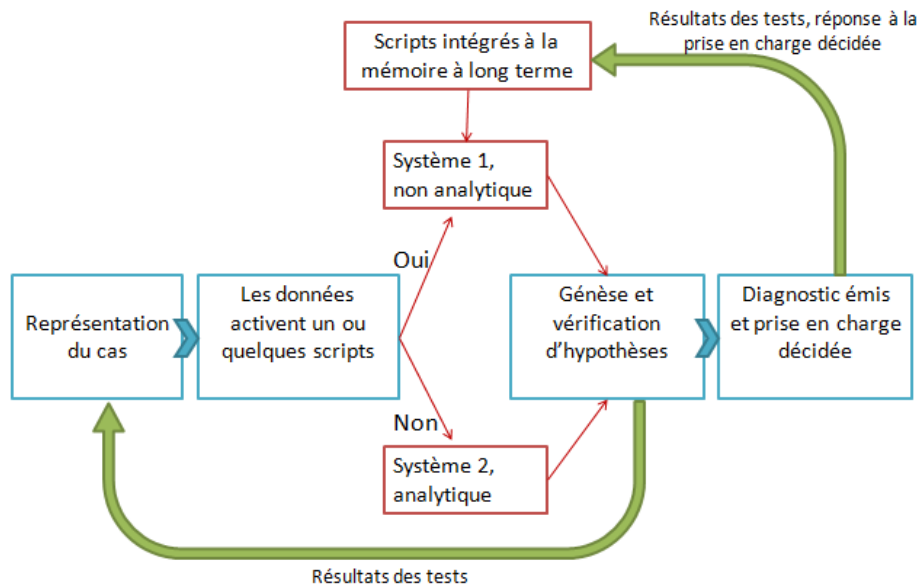 Résultats des tests, réponse à la
prise en charge décidée
Scripts intégrés à la
mémoire à long terme
Système 1,
non analytique
Oui
Représentation
du cas
Les données
activent un ou
quelques scripts
Génèse et
vérification
d'hypothèses
Diagnostic émis
et prise en charge
décidée
Non
Système 2,
analytique
Résultats des tests